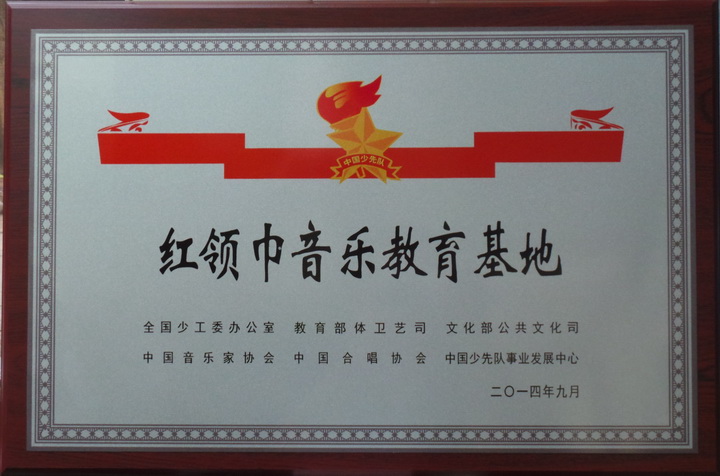 中国少先队
红领巾音乐教育基地
全国少工委办公室 教育部体卫艺司 文化部公共文化司
中国音乐家协会 中国合唱协会 中国少先队事业发展中心
二〇一四年九月